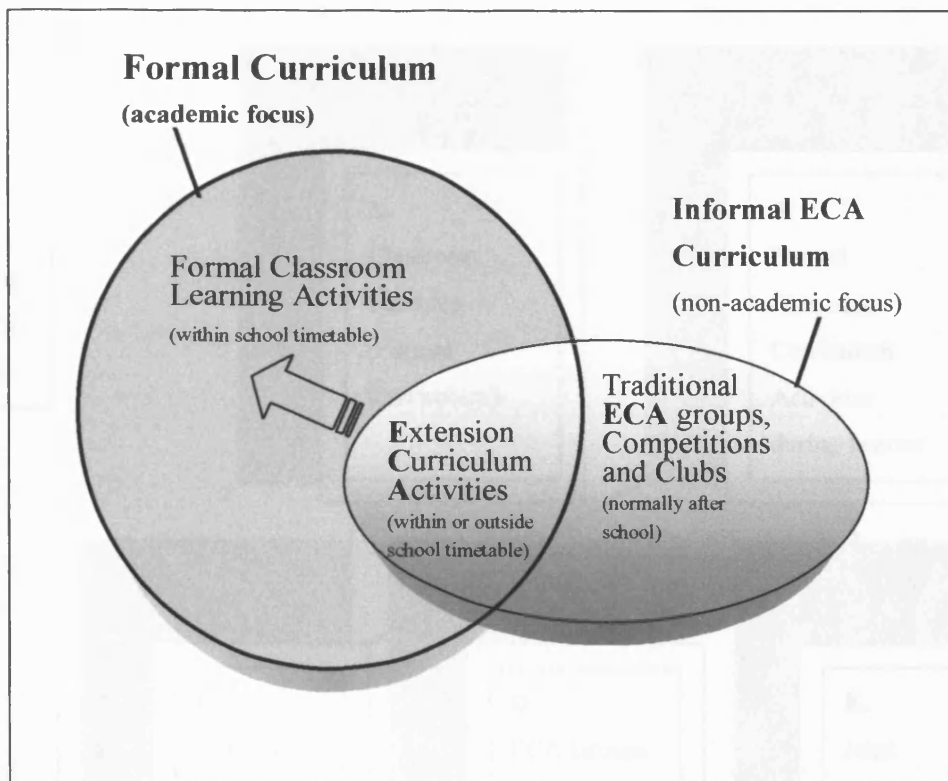 Formal Curriculum
(academic focus)
Informal ECA
Curriculum
(non-academic focus)
Formal Classroom
Learning Activities
(within school timetable)
Traditional
ECA groups,
Competitions
and Clubs
(normally after
school)
Extension
Curriculum
Activities
(within or outside
school timetable)